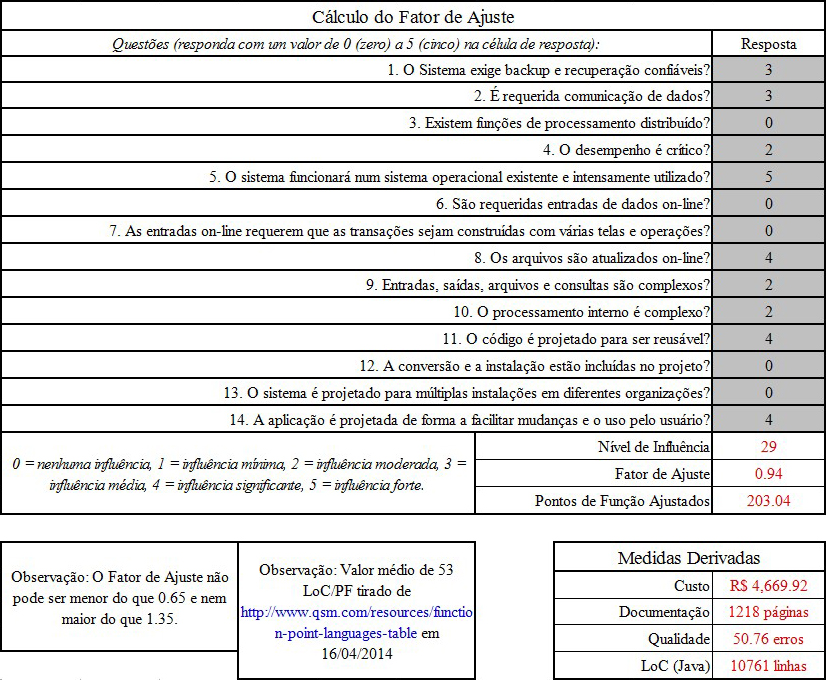 Cálculo do Fator de Ajuste
Questões (responda com um valor de 0 (zero) a 5 (cinco) na célula de resposta): Resposta
1. O Sistema exige backup e recuperação confiáveis? 3
2. É requerida comunicação de dados? 3
3. Existem funções de processamento distribuído? 0
4. O desempenho é crítico? 2
5. O sistema funcionará num sistema operacional existente e intensamente utilizado? 5
6. São requeridas entradas de dados on-line? 0
7. As entradas on-line requerem que as transações sejam construídas com várias telas e operações? 0
8. Os arquivos são atualizados on-line? 4
9. Entradas, saídas, arquivos e consultas são complexos? 2
10. O processamento interno é complexo? 2
11. O código é projetado para ser reusável? 4
12. A conversão e a instalação estão incluídas no projeto? 0
13. O sistema é projetado para múltiplas instalações em diferentes organizações? 0
14. A aplicação é projetada de forma a facilitar mudanças e o uso pelo usuário? 4
0 = nenhuma influência, 1 = influência mínima, 2 = influência moderada, 3 =
influência média, 4 = influência significante, 5 = influência forte.
Nível de Influência 29
Fator de Ajuste 0.94
Pontos de Função Ajustados 203.04
Observação: O Fator de Ajuste não
pode ser menor do que 0.65 e nem
maior do que 1.35.
Observação: Valor médio de 53
LoC/PF tirado de
http://www.qsm.com/resources/functio
n-point-languages-table em
16/04/2014
Medidas Derivadas
Custo R$ 4,669.92
Documentação 1218 páginas
Qualidade 50.76 erros
LoC (Java) 10761 linhas